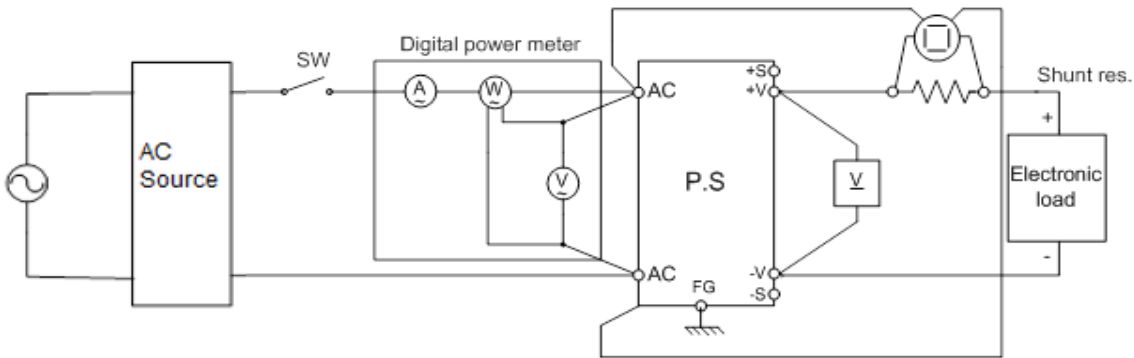 Digital power meter
SW
A
~
W
~
V
~
AC
AC
AC
Source
P.S
+S
+V
-V
-S
FG
V
Shunt res.
+
Electronic
load
-